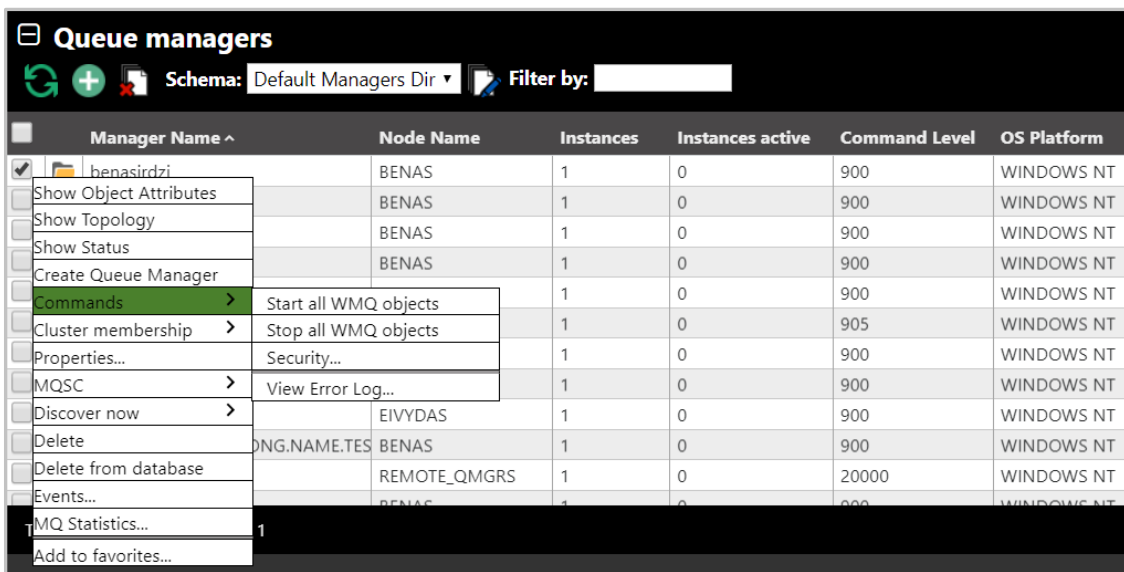 Queue managers
Schema: Default Managers Dir Filter by:
Manager Name Node Name Instances Instances active Command Level OS Platform
benasirdzi BENAS 1 0 900 WINDOWS NT
Show Object Attributes
BENAS 1 0 900 WINDOWS NT
Show Topology
BENAS 1 0 900 WINDOWS NT
Show Status
BENAS 1 0 900 WINDOWS NT
Create Queue Manager
1 0 900 WINDOWS NT
Commands > Start all WMQ objects
1 0 905 WINDOWS NT
Cluster membership > Stop all WMQ objects
1 0 900 WINDOWS NT
Properties... Security...
1 0 900 WINDOWS NT
MQSC > View Error Log...
EIVYDAS 1 0 900 WINDOWS NT
Discover now >
Delete
ONG.NAME.TES BENAS 1 0 900 WINDOWS NT
Delete from database
REMOTE_QMGRS 1 0 20000 WINDOWS NT
Events...
BENAS 1 0 900 WINDOWS NT
MQ Statistics...
1
Add to favorites...